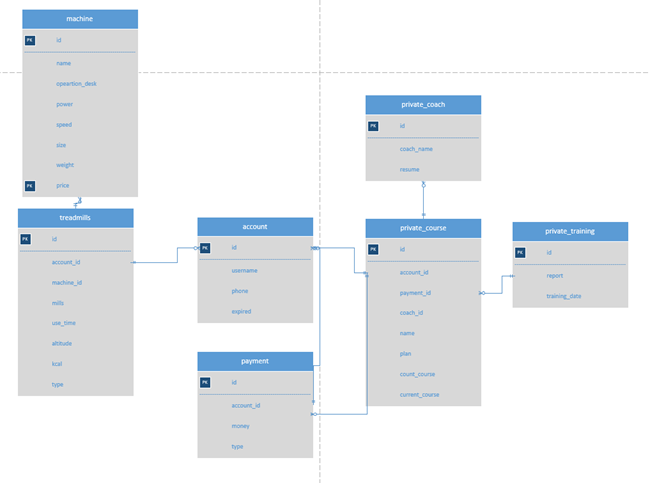 machine
PK id
name
opeartion_desk
power
speed
size
weight
PK price
treadmills
PK id
account_id
machine_id
mills
use_time
altitude
kcal
type
account
PK id
username
phone
expired
payment
PK id
account_id
money
type
private_coach
PK id
coach_name
resume
private_course
PK id
account_id
payment_id
coach_id
name
plan
count_course
current_course
private_training
PK id
report
training_date